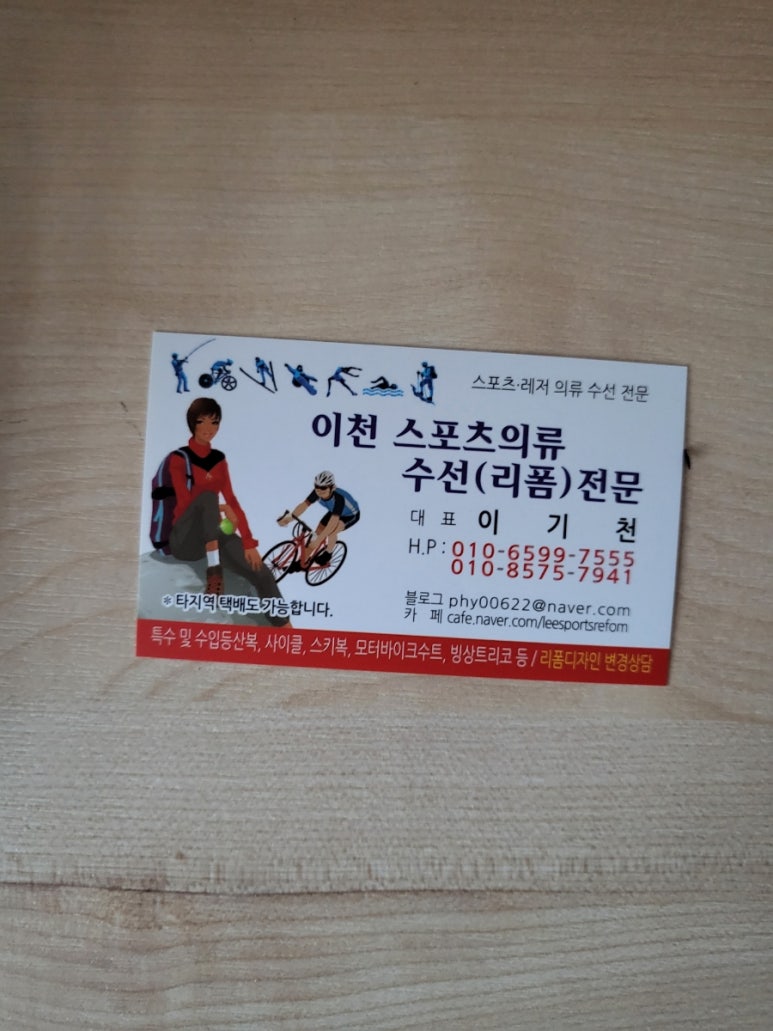 스포츠·레저 의류 수선 전문
이천 스포츠의류
수선(리폼)전문
대 표 이 기 천
H.P : 010-6599-7555
010-8575-7941
※ 타지역 택배도 가능합니다.
블로그 phy00622@naver.com
카 페 cafe.naver.com/leesportsrefom
특수 및 수입등산복, 사이클, 스키복, 모터바이크수트, 빙상트리코 등 / 리폼디자인 변경상담